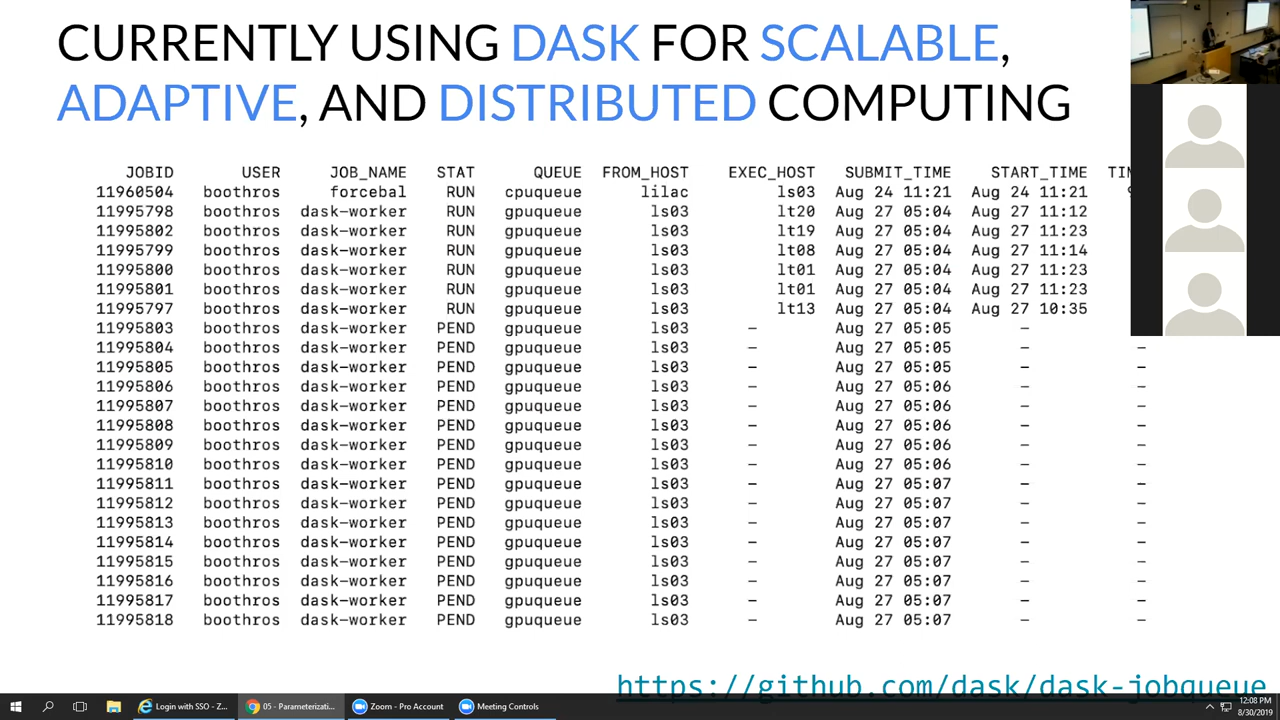 CURRENTLY USING DASK FOR SCALABLE,
ADAPTIVE, AND DISTRIBUTED COMPUTING
JOBID USER JOB_NAME STAT QUEUE FROM_HOST EXEC_HOST SUBMIT_TIME START_TIME
11960504 boothros forcebal RUN cpuqueue lilac ls03 Aug 24 11:21 Aug 24 11:21
11995798 boothros dask-worker RUN gpuqueue ls03 lt20 Aug 27 05:04 Aug 27 11:12
11995802 boothros dask-worker RUN gpuqueue ls03 lt19 Aug 27 05:04 Aug 27 11:23
11995799 boothros dask-worker RUN gpuqueue ls03 lt08 Aug 27 05:04 Aug 27 11:14
11995800 boothros dask-worker RUN gpuqueue ls03 lt01 Aug 27 05:04 Aug 27 11:23
11995801 boothros dask-worker RUN gpuqueue ls03 lt01 Aug 27 05:04 Aug 27 11:23
11995797 boothros dask-worker RUN gpuqueue ls03 lt13 Aug 27 05:04 Aug 27 10:35
11995803 boothros dask-worker PEND gpuqueue ls03 – Aug 27 05:05 – –
11995804 boothros dask-worker PEND gpuqueue ls03 – Aug 27 05:05 – –
11995805 boothros dask-worker PEND gpuqueue ls03 – Aug 27 05:05 – –
11995806 boothros dask-worker PEND gpuqueue ls03 – Aug 27 05:06 – –
11995807 boothros dask-worker PEND gpuqueue ls03 – Aug 27 05:06 – –
11995808 boothros dask-worker PEND gpuqueue ls03 – Aug 27 05:06 – –
11995809 boothros dask-worker PEND gpuqueue ls03 – Aug 27 05:06 – –
11995810 boothros dask-worker PEND gpuqueue ls03 – Aug 27 05:06 – –
11995811 boothros dask-worker PEND gpuqueue ls03 – Aug 27 05:07 – –
11995812 boothros dask-worker PEND gpuqueue ls03 – Aug 27 05:07 – –
11995813 boothros dask-worker PEND gpuqueue ls03 – Aug 27 05:07 – –
11995814 boothros dask-worker PEND gpuqueue ls03 – Aug 27 05:07 – –
11995815 boothros dask-worker PEND gpuqueue ls03 – Aug 27 05:07 – –
11995816 boothros dask-worker PEND gpuqueue ls03 – Aug 27 05:07 – –
11995817 boothros dask-worker PEND gpuqueue ls03 – Aug 27 05:07 – –
11995818 boothros dask-worker PEND gpuqueue ls03 – Aug 27 05:07 – –
https://github.com/dask/dask-jobqueue
Login with SSO - Z... 05 - Parameterizati... Zoom - Pro Account Meeting Controls 12:08 PM
8/30/2019